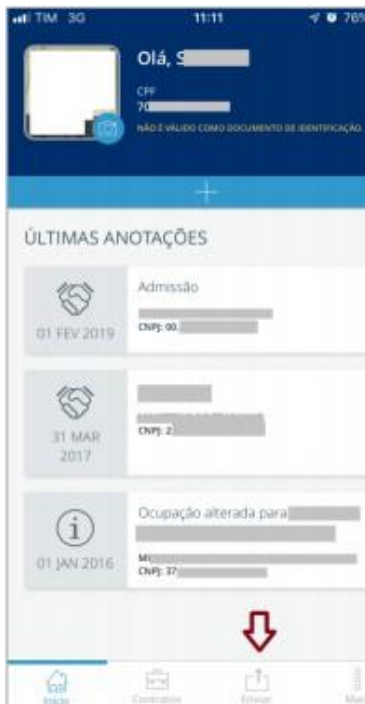 TIM 3G 11:11 76%
Olá, S
CPF
70
NÃO É VÁLIDO COMO DOCUMENTO DE IDENTIFICAÇÃO
+
ÚLTIMAS ANOTAÇÕES
Admissão
CNPJ: 00.
01 FEV 2019
CNPJ: 2
31 MAR
2017
Ocupação alterada para
CNPJ: 37
01 JAN 2016
Início Contratos Enviar Mais